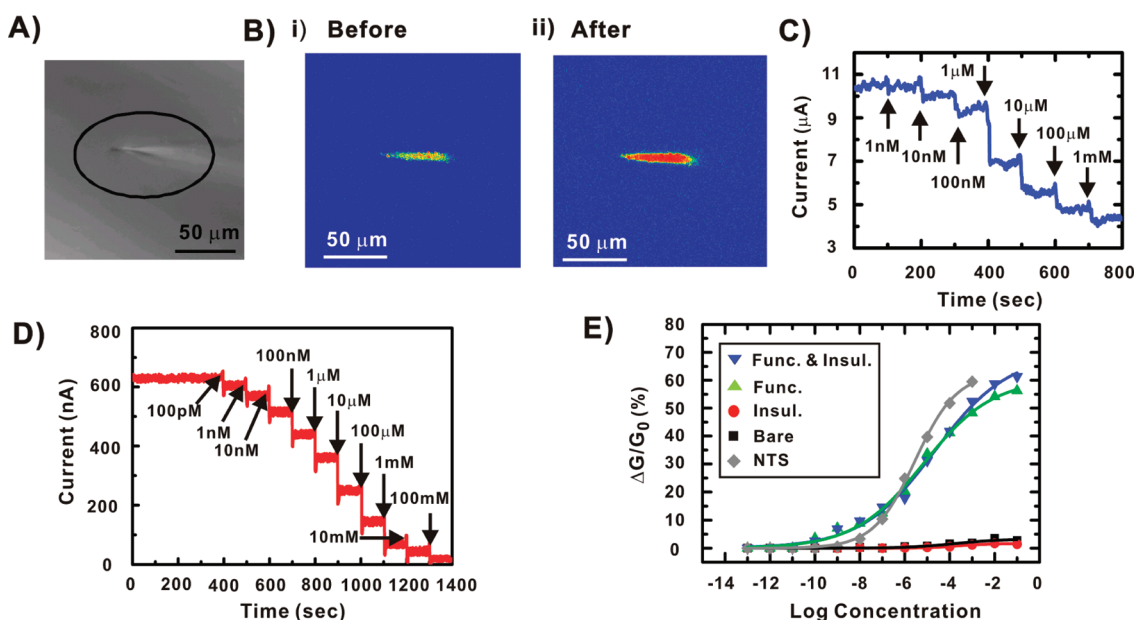 A)
50 μm
B)
i) Before
50 μm
ii) After
50 μm
C)
Current (μA)
11
9
7
5
3
1μM
10μM
100μM
1mM
1nM
10nM
100nM
0 200 400 600 800
Time (sec)
D)
Current (nA)
800
600
400
200
0
100nM
1μM
10μM
100μM
1mM
100mM
100pM
1nM
10nM
10mM
0 200 400 600 800 1000 1200 1400
Time (sec)
E)
ΔG/G₀ (%)
80
70
60
50
40
30
20
10
0
Func. & Insul.
Func.
Insul.
Bare
NTS
-14 -12 -10 -8 -6 -4 -2 0
Log Concentration